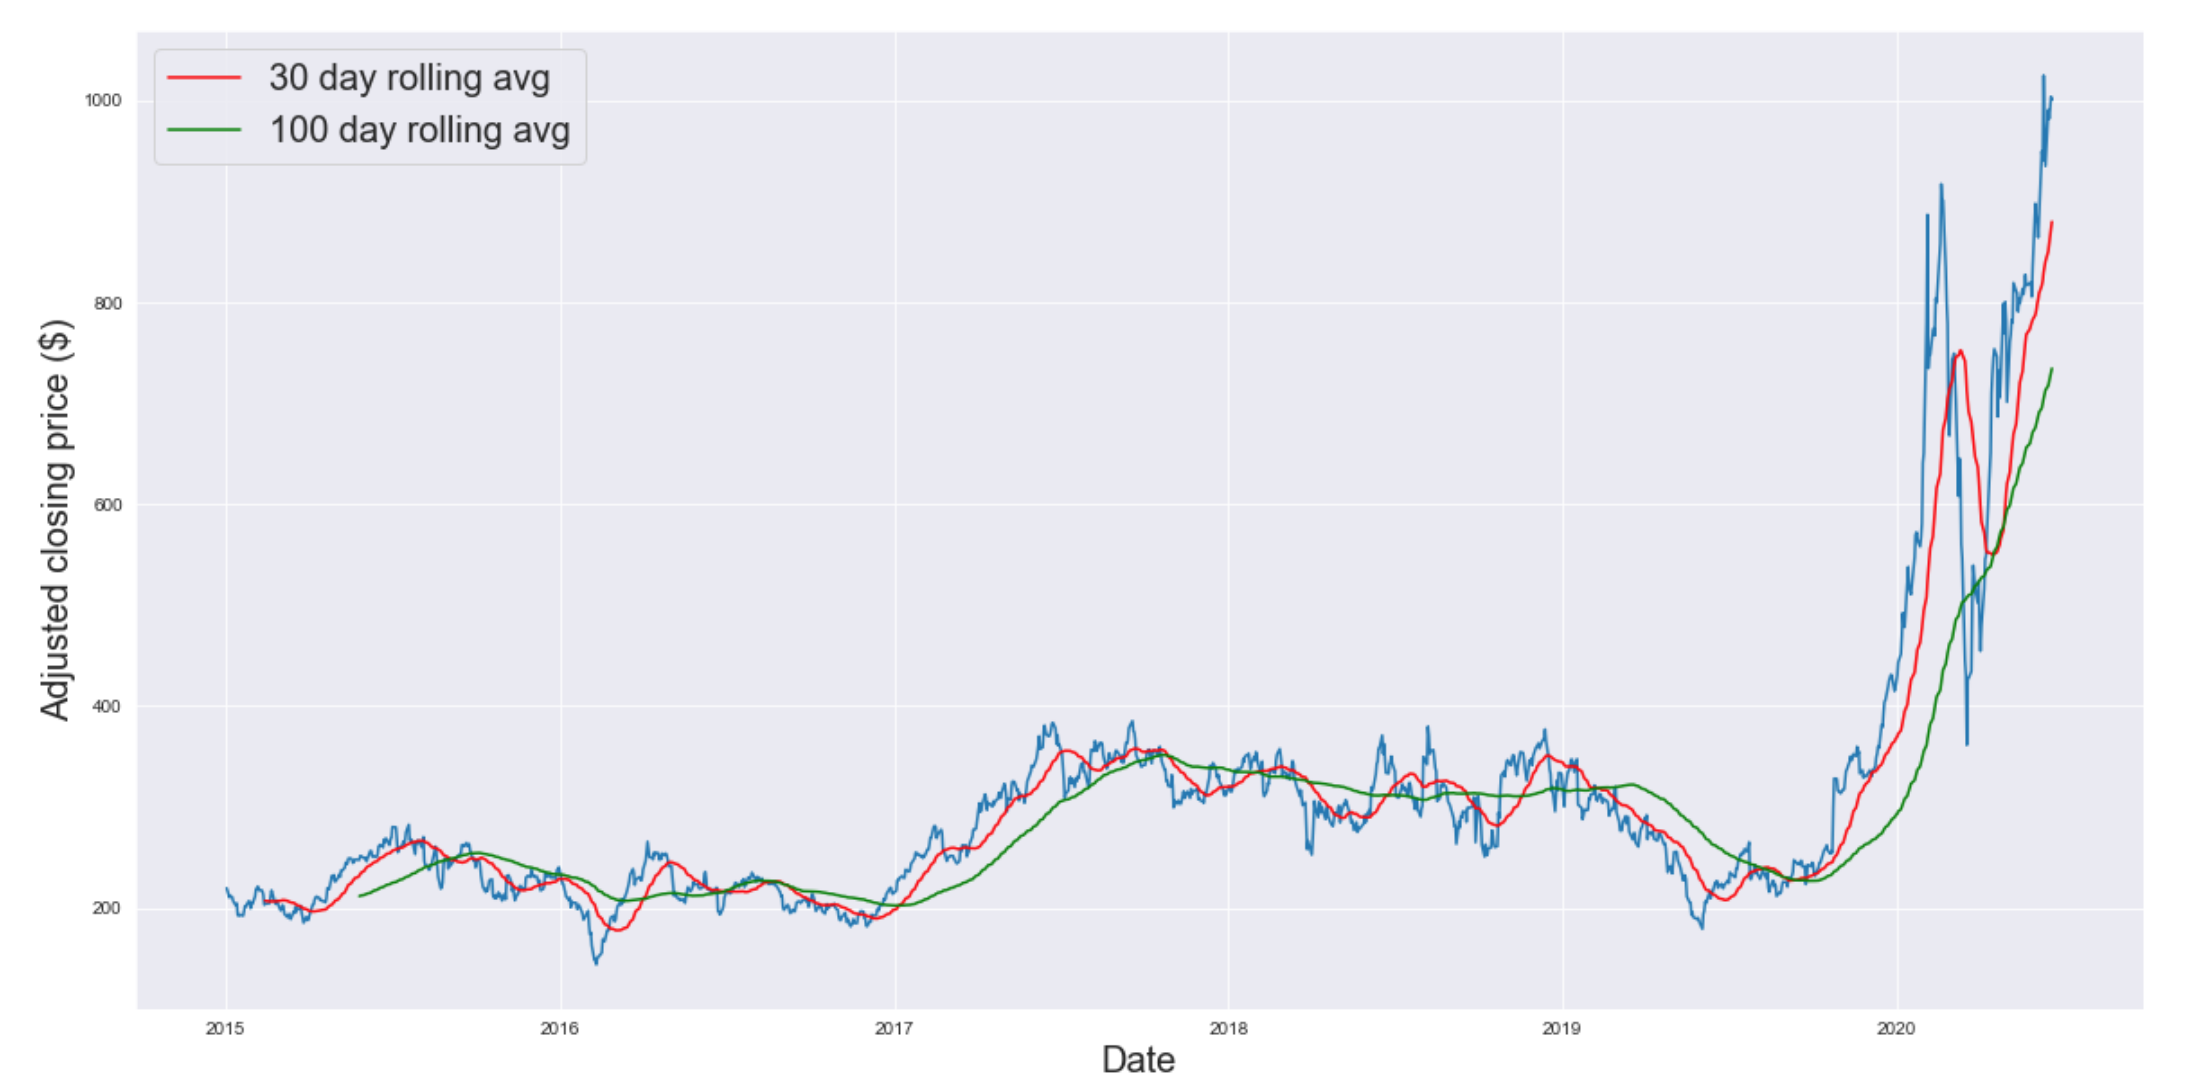 30 day rolling avg
100 day rolling avg
1000
800
600
400
200
Adjusted closing price ($)
2015 2016 2017 2018 2019 2020
Date